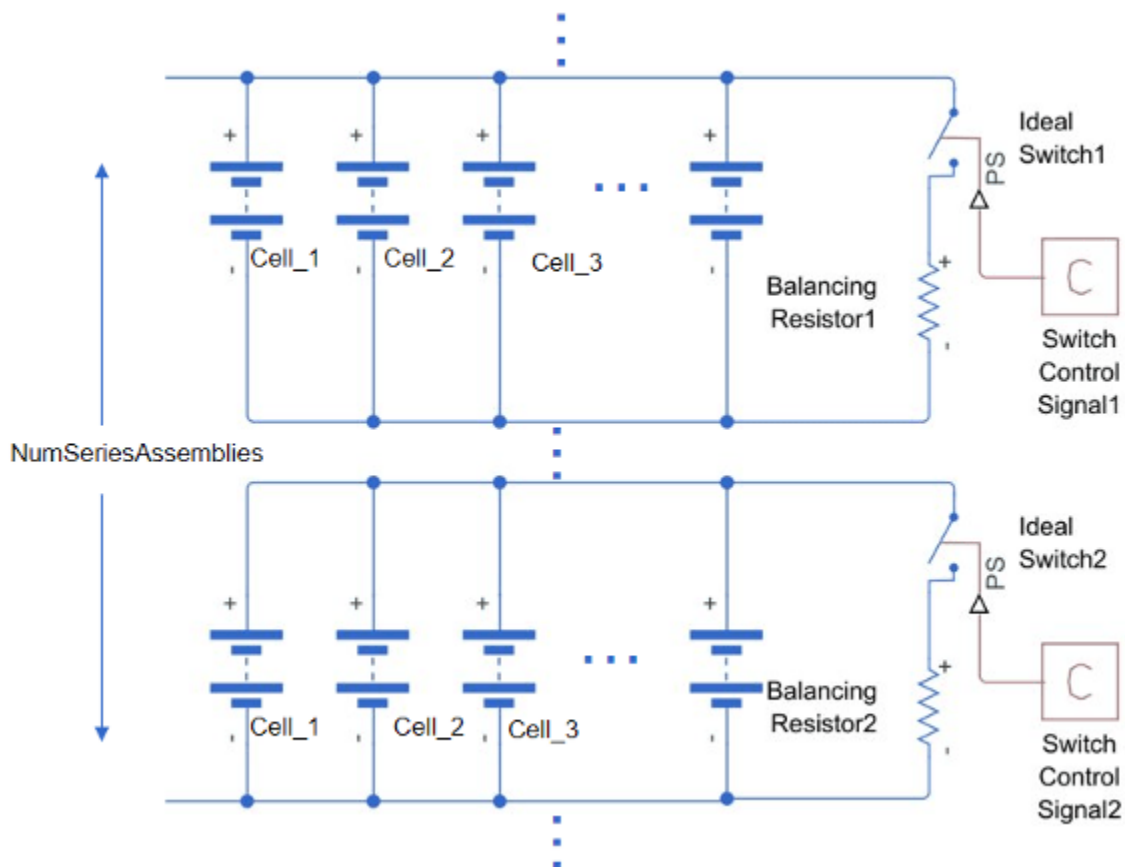 +
+
+
+
Ideal
Switch1
PS
-
Cell_1
-
Cell_2
-
Cell_3
-
...
Balancing
Resistor1
+
-
C
Switch
Control
Signal1
NumSeriesAssemblies
+
+
+
+
Ideal
Switch2
PS
-
Cell_1
-
Cell_2
-
Cell_3
-
...
Balancing
Resistor2
+
-
C
Switch
Control
Signal2